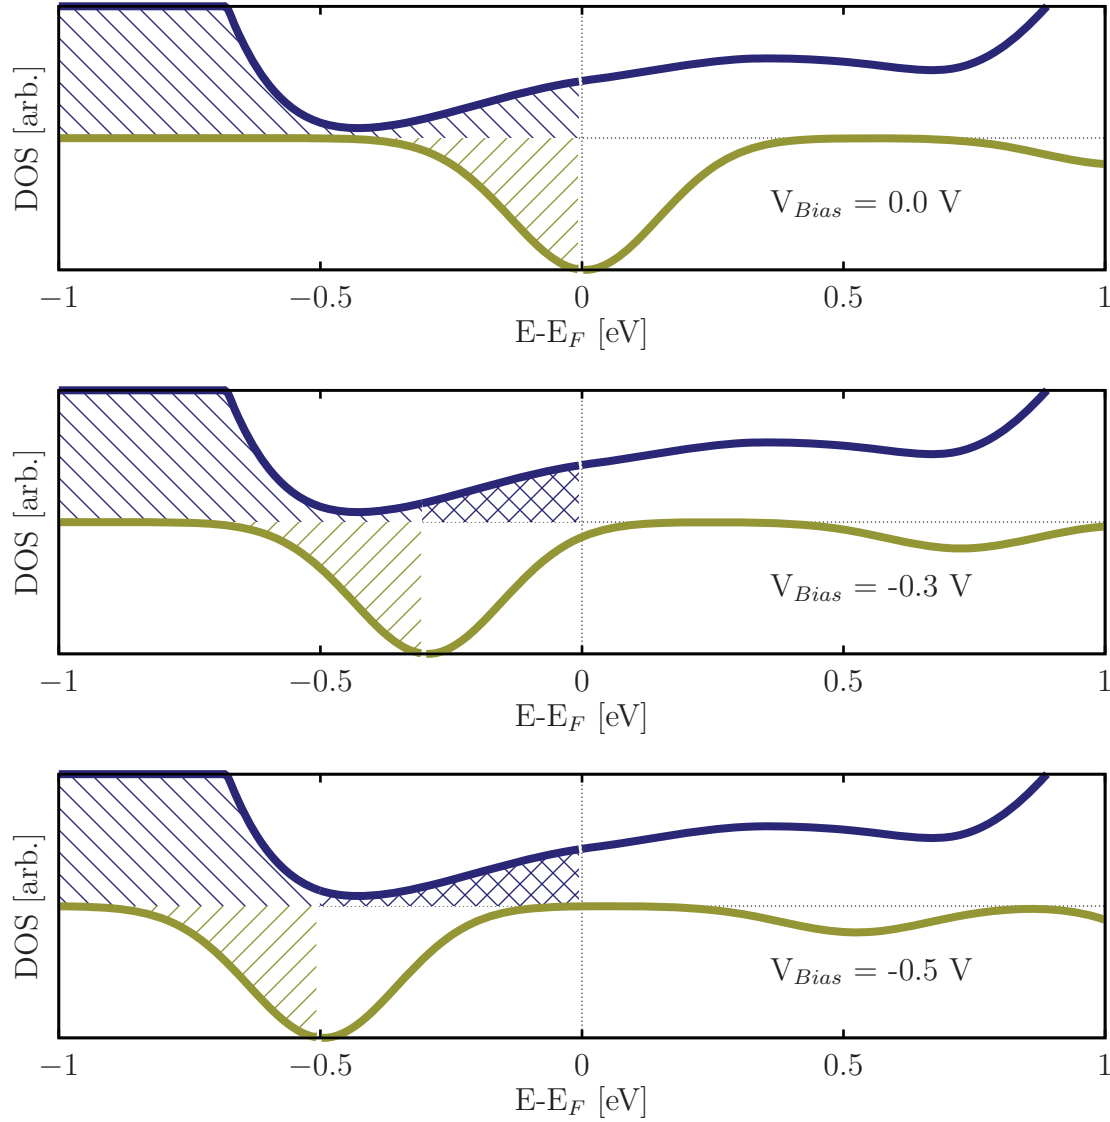 DOS [arb.]
V_Bias = 0.0 V
−1 −0.5 0 0.5 1
E-E_F [eV]
DOS [arb.]
V_Bias = -0.3 V
−1 −0.5 0 0.5 1
E-E_F [eV]
DOS [arb.]
V_Bias = -0.5 V
−1 −0.5 0 0.5 1
E-E_F [eV]